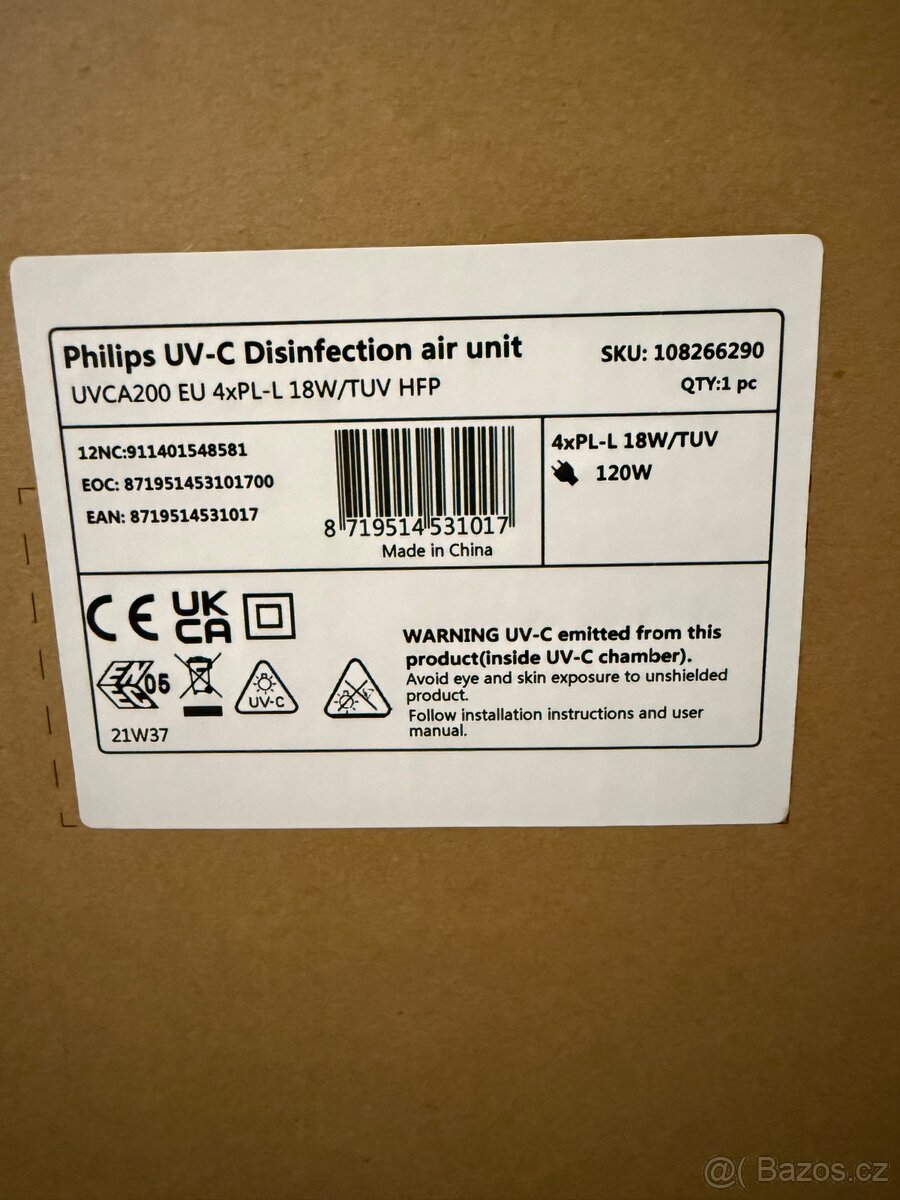 Philips UV-C Disinfection air unit
UVCA200 EU 4xPL-L 18W/TUV HFP
SKU: 108266290
QTY:1 pc
12NC:911401548581
EOC: 871951453101700
EAN: 8719514531017
8 719514 531017
Made in China
4xPL-L 18W/TUV
120W
CE UK
CA
ENEC 05
UV-C
21W37
WARNING UV-C emitted from this
product(inside UV-C chamber).
Avoid eye and skin exposure to unshielded
product.
Follow installation instructions and user
manual.
@( Bazos.cz